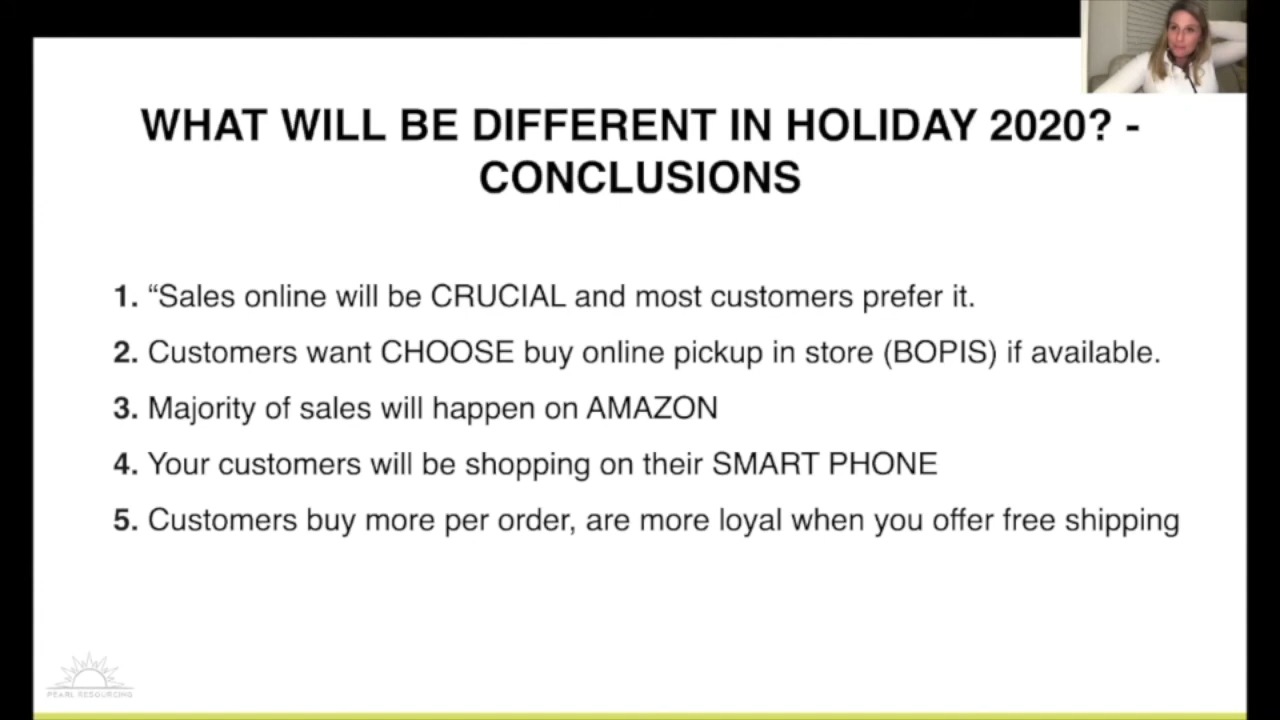 WHAT WILL BE DIFFERENT IN HOLIDAY 2020? -
CONCLUSIONS
1. “Sales online will be CRUCIAL and most customers prefer it.
2. Customers want CHOOSE buy online pickup in store (BOPIS) if available.
3. Majority of sales will happen on AMAZON
4. Your customers will be shopping on their SMART PHONE
5. Customers buy more per order, are more loyal when you offer free shipping
PEARL RESOURCING